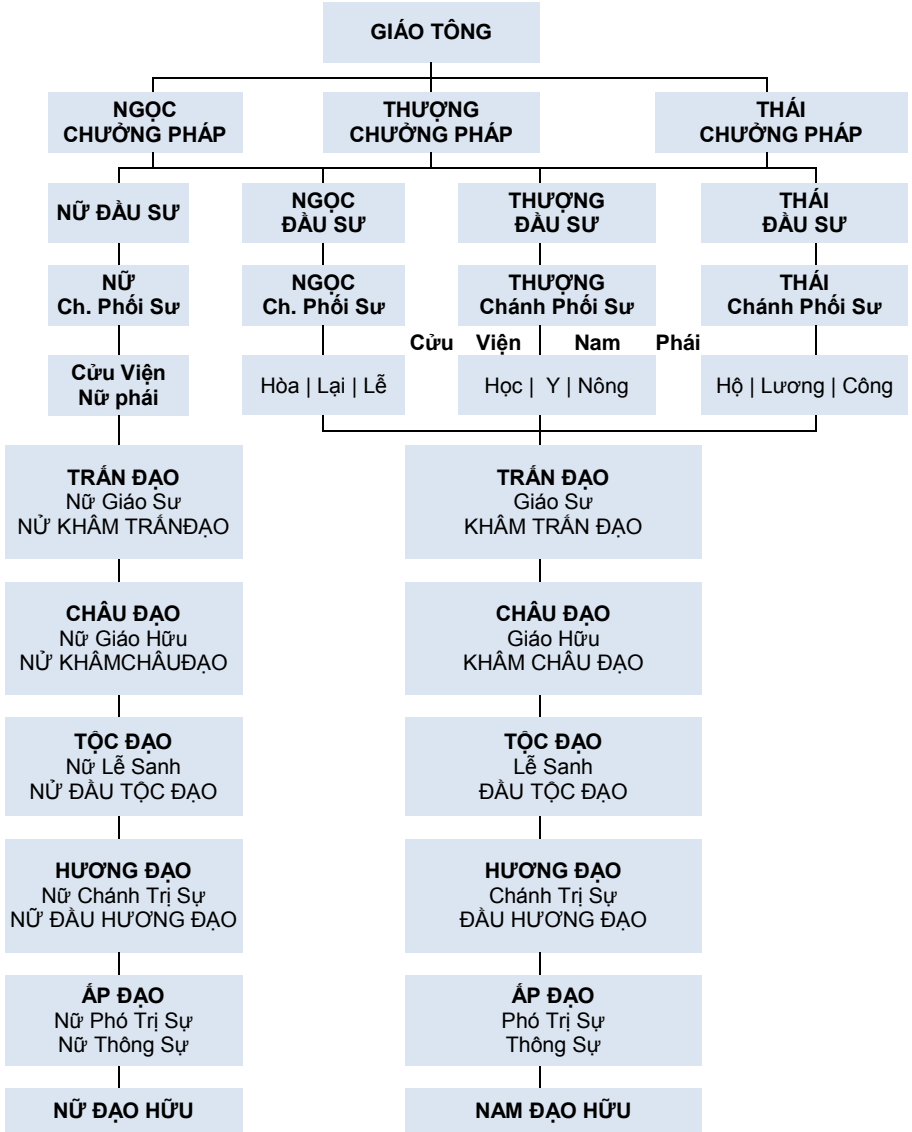 GIÁO TÔNG
NGỌC
CHƯỞNG PHÁP
THƯỢNG
CHƯỞNG PHÁP
THÁI
CHƯỞNG PHÁP
NỮ ĐẦU SƯ
NGỌC
ĐẦU SƯ
THƯỢNG
ĐẦU SƯ
THÁI
ĐẦU SƯ
NỮ
Ch. Phối Sư
NGỌC
Ch. Phối Sư
THƯỢNG
Chánh Phối Sư
THÁI
Chánh Phối Sư
Cửu Viện Nam Phái
Cửu Viện
Nữ phái
Hòa | Lại | Lễ
Học | Y | Nông
Hộ | Lương | Công
TRẤN ĐẠO
Nữ Giáo Sư
NỬ KHÂM TRẤNĐẠO
TRẤN ĐẠO
Giáo Sư
KHÂM TRẤN ĐẠO
CHÂU ĐẠO
Nữ Giáo Hữu
NỬ KHÂMCHÂUĐẠO
CHÂU ĐẠO
Giáo Hữu
KHÂM CHÂU ĐẠO
TỘC ĐẠO
Nữ Lễ Sanh
NỬ ĐẦU TỘC ĐẠO
TỘC ĐẠO
Lễ Sanh
ĐẦU TỘC ĐẠO
HƯƠNG ĐẠO
Nữ Chánh Trị Sự
NỮ ĐẦU HƯƠNG ĐẠO
HƯƠNG ĐẠO
Chánh Trị Sự
ĐẦU HƯƠNG ĐẠO
ẤP ĐẠO
Nữ Phó Trị Sự
Nữ Thông Sự
ẤP ĐẠO
Phó Trị Sự
Thông Sự
NỮ ĐẠO HỮU
NAM ĐẠO HỮU